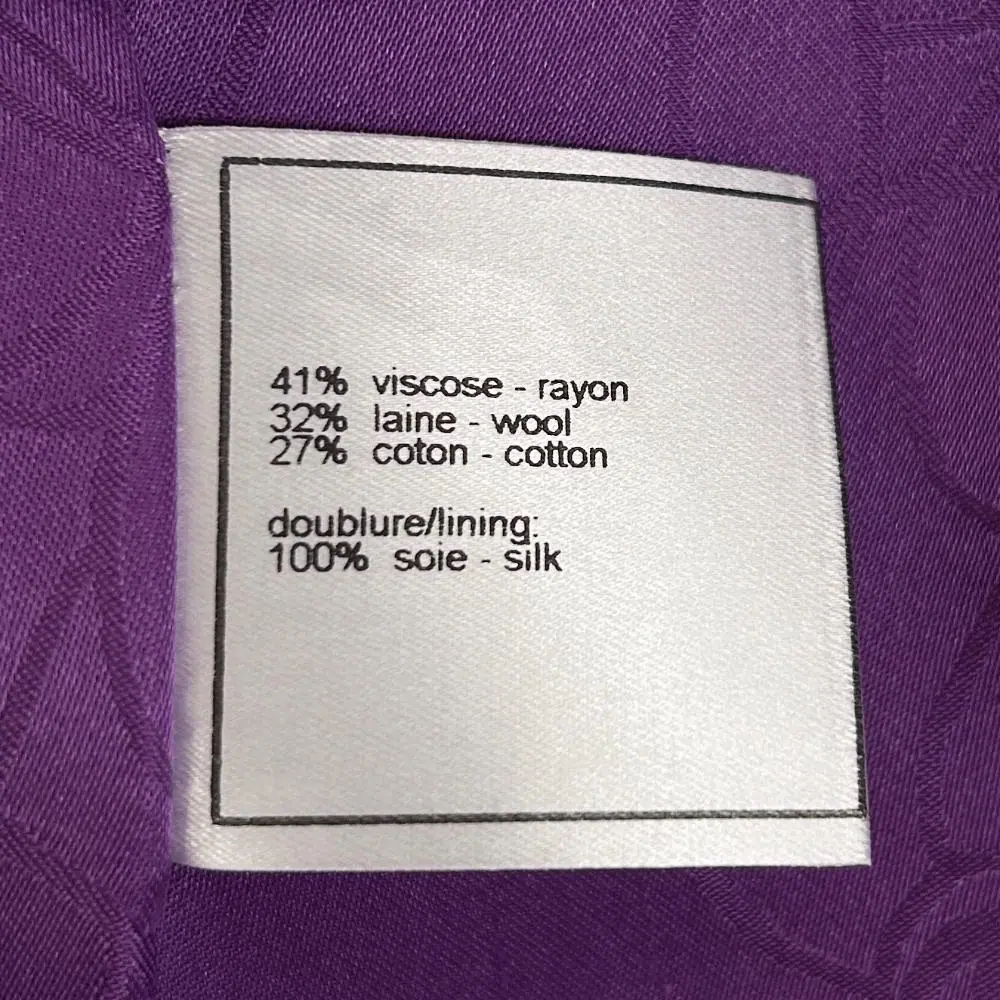 41% viscose - rayon
32% laine - wool
27% coton - cotton
doublure/lining:
100% soie - silk